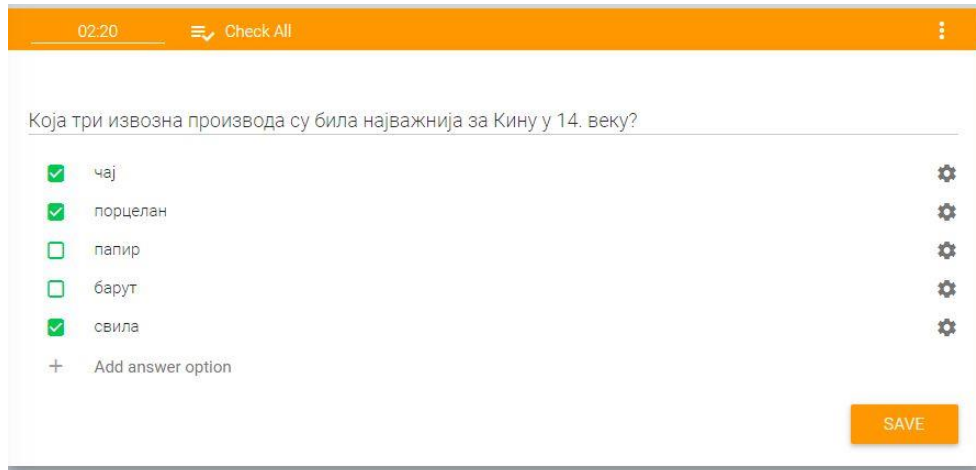 02:20 Check All
Која три извозна производа су била најважнија за Кину у 14. веку?
чај
порцелан
папир
барут
свила
+ Add answer option
SAVE